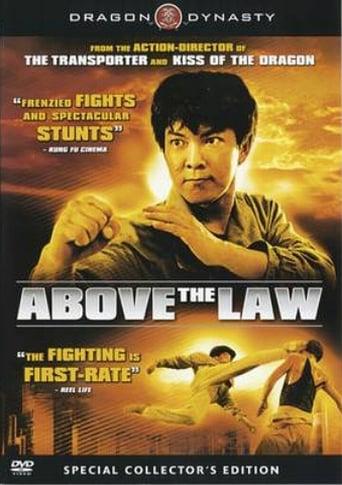 DRAGON DYNASTY
FROM THE ACTION-DIRECTOR OF
THE TRANSPORTER AND KISS OF THE DRAGON
"FRENZIED FIGHTS
AND SPECTACULAR
STUNTS"
- KUNG FU CINEMA
ABOVE THE LAW
"THE FIGHTING IS
FIRST-RATE"
- REEL LIFE
DVD
VIDEO
SPECIAL COLLECTOR'S EDITION